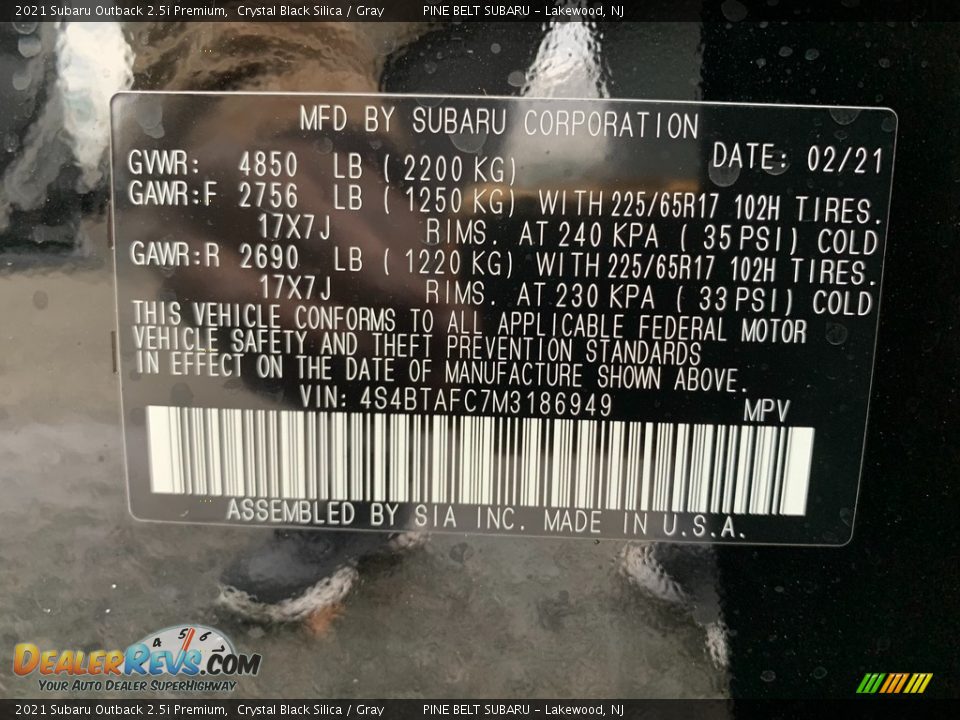 2021 Subaru Outback 2.5i Premium, Crystal Black Silica / Gray PINE BELT SUBARU - Lakewood, NJ
MFD BY SUBARU CORPORATION
GVWR: 4850 LB ( 2200 KG) DATE: 02/21
GAWR:F 2756 LB ( 1250 KG) WITH 225/65R17 102H TIRES.
17X7J RIMS. AT 240 KPA ( 35 PSI) COLD
GAWR:R 2690 LB ( 1220 KG) WITH 225/65R17 102H TIRES.
17X7J RIMS. AT 230 KPA ( 33 PSI) COLD
THIS VEHICLE CONFORMS TO ALL APPLICABLE FEDERAL MOTOR
VEHICLE SAFETY AND THEFT PREVENTION STANDARDS
IN EFFECT ON THE DATE OF MANUFACTURE SHOWN ABOVE.
VIN: 4S4BTAFC7M3186949 MPV
ASSEMBLED BY SIA INC. MADE IN U.S.A.
4 5 6
DEALERREVS.COM
YOUR AUTO DEALER SUPERHIGHWAY
2021 Subaru Outback 2.5i Premium, Crystal Black Silica / Gray PINE BELT SUBARU - Lakewood, NJ